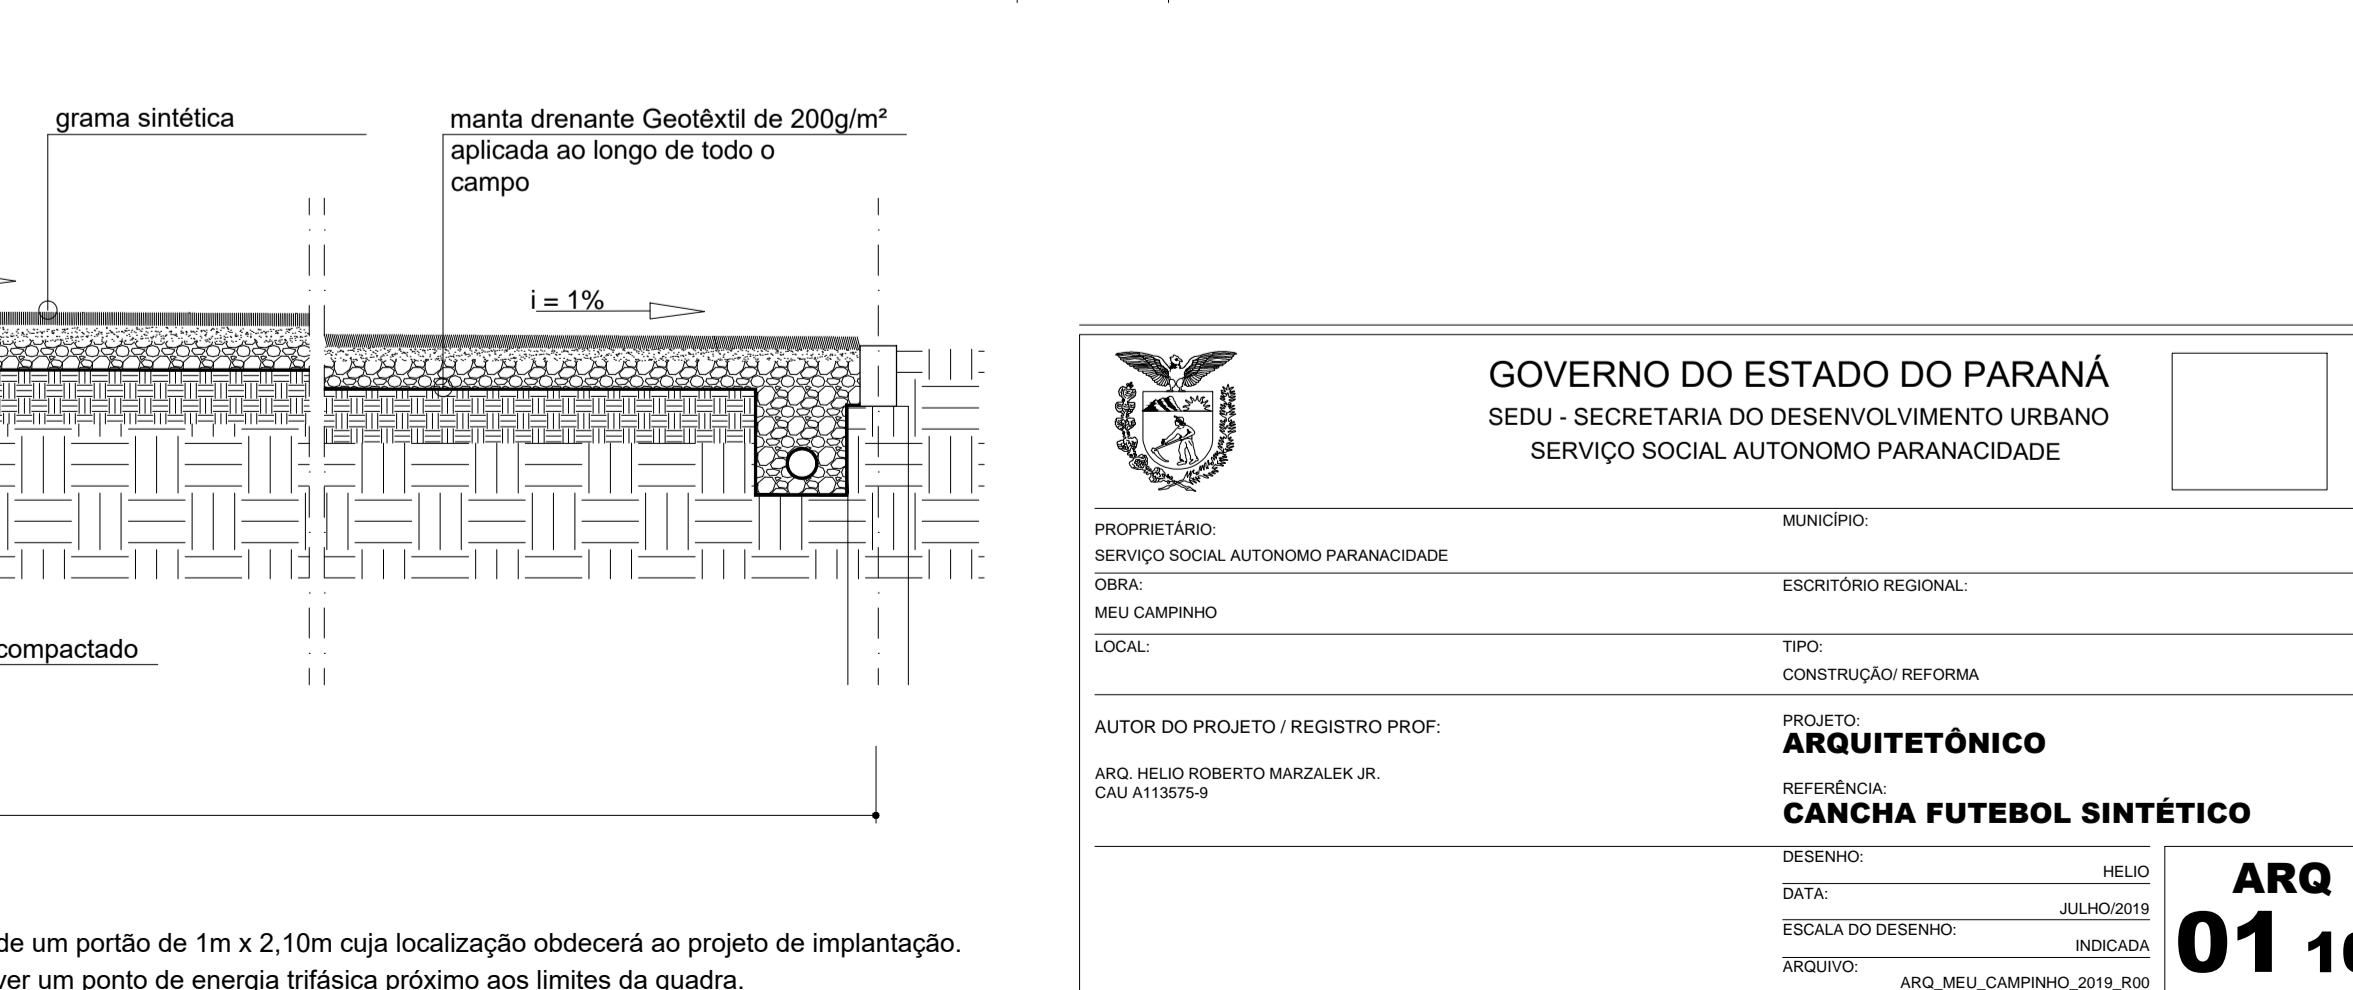 grama sintética
manta drenante Geotêxtil de 200g/m²
aplicada ao longo de todo o
campo
i = 1%
compactado
de um portão de 1m x 2,10m cuja localização obdecerá ao projeto de implantação.
ver um ponto de energia trifásica próximo aos limites da quadra.
GOVERNO DO ESTADO DO PARANÁ
SEDU - SECRETARIA DO DESENVOLVIMENTO URBANO
SERVIÇO SOCIAL AUTONOMO PARANACIDADE
PROPRIETÁRIO:
SERVIÇO SOCIAL AUTONOMO PARANACIDADE
MUNICÍPIO:
OBRA:
MEU CAMPINHO
ESCRITÓRIO REGIONAL:
LOCAL:
TIPO:
CONSTRUÇÃO/ REFORMA
AUTOR DO PROJETO / REGISTRO PROF:
ARQ. HELIO ROBERTO MARZALEK JR.
CAU A113575-9
PROJETO:
ARQUITETÔNICO
REFERÊNCIA:
CANCHA FUTEBOL SINTÉTICO
DESENHO:
HELIO
DATA:
JULHO/2019
ESCALA DO DESENHO:
INDICADA
ARQUIVO:
ARQ_MEU_CAMPINHO_2019_R00
ARQ
01 10